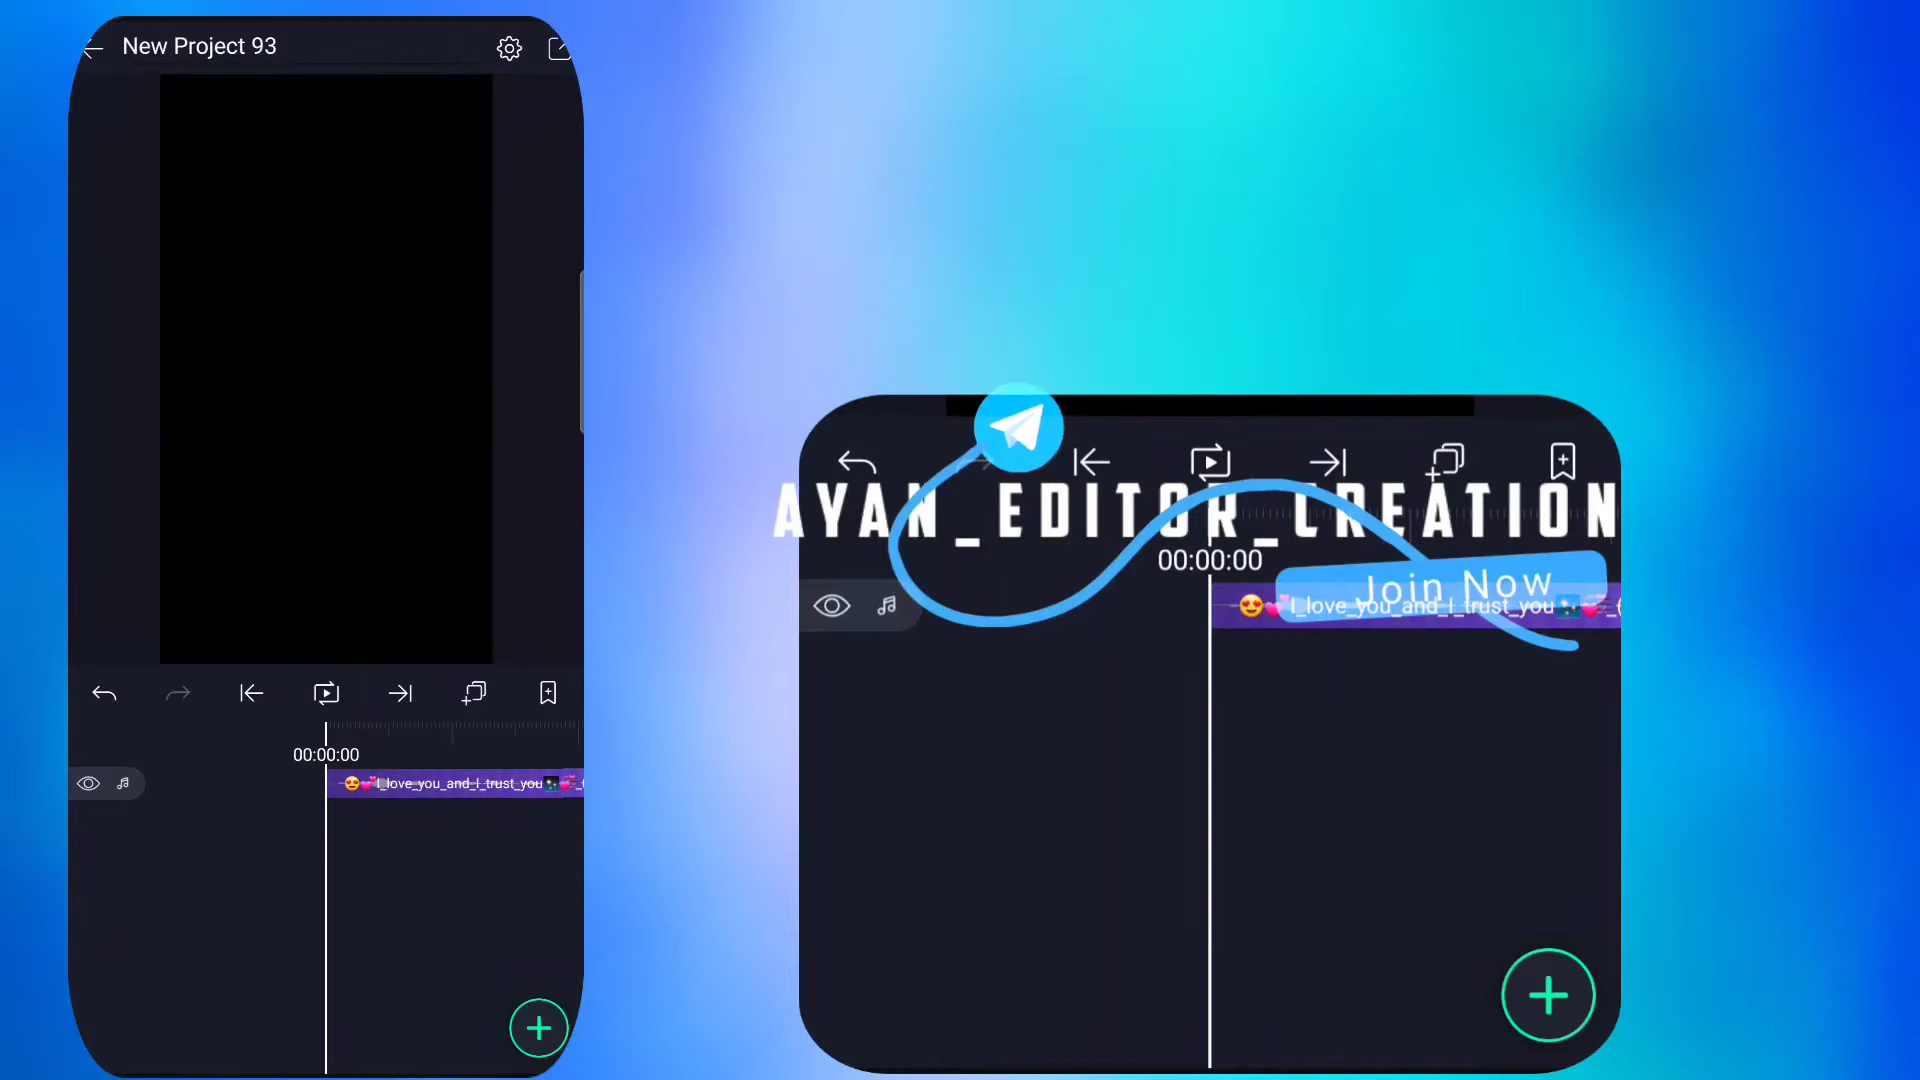 New Project 93
00:00:00
😍💞I_love_you_and_I_trust_you
AYAN_EDITOR_CREATION
00:00:00
Join Now
😍💞I_love_you_and_I_trust_you